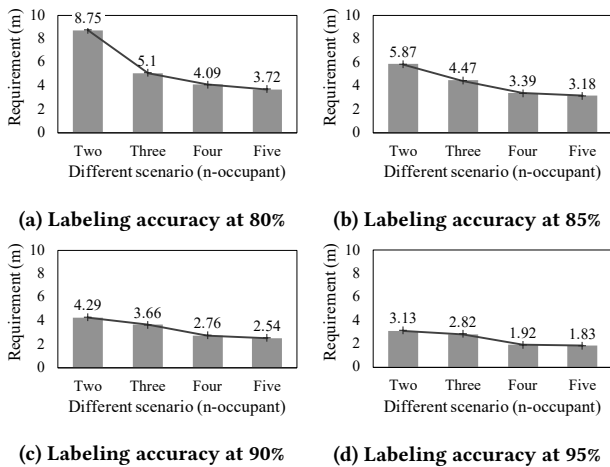 Requirement (m)
10
8
6
4
2
0
8.75
5.1
4.09
3.72
Two Three Four Five
Different scenario (n-occupant)
(a) Labeling accuracy at 80%
Requirement (m)
10
8
6
4
2
0
5.87
4.47
3.39
3.18
Two Three Four Five
Different scenario (n-occupant)
(b) Labeling accuracy at 85%
Requirement (m)
10
8
6
4
2
0
4.29
3.66
2.76
2.54
Two Three Four Five
Different scenario (n-occupant)
(c) Labeling accuracy at 90%
Requirement (m)
10
8
6
4
2
0
3.13
2.82
1.92
1.83
Two Three Four Five
Different scenario (n-occupant)
(d) Labeling accuracy at 95%